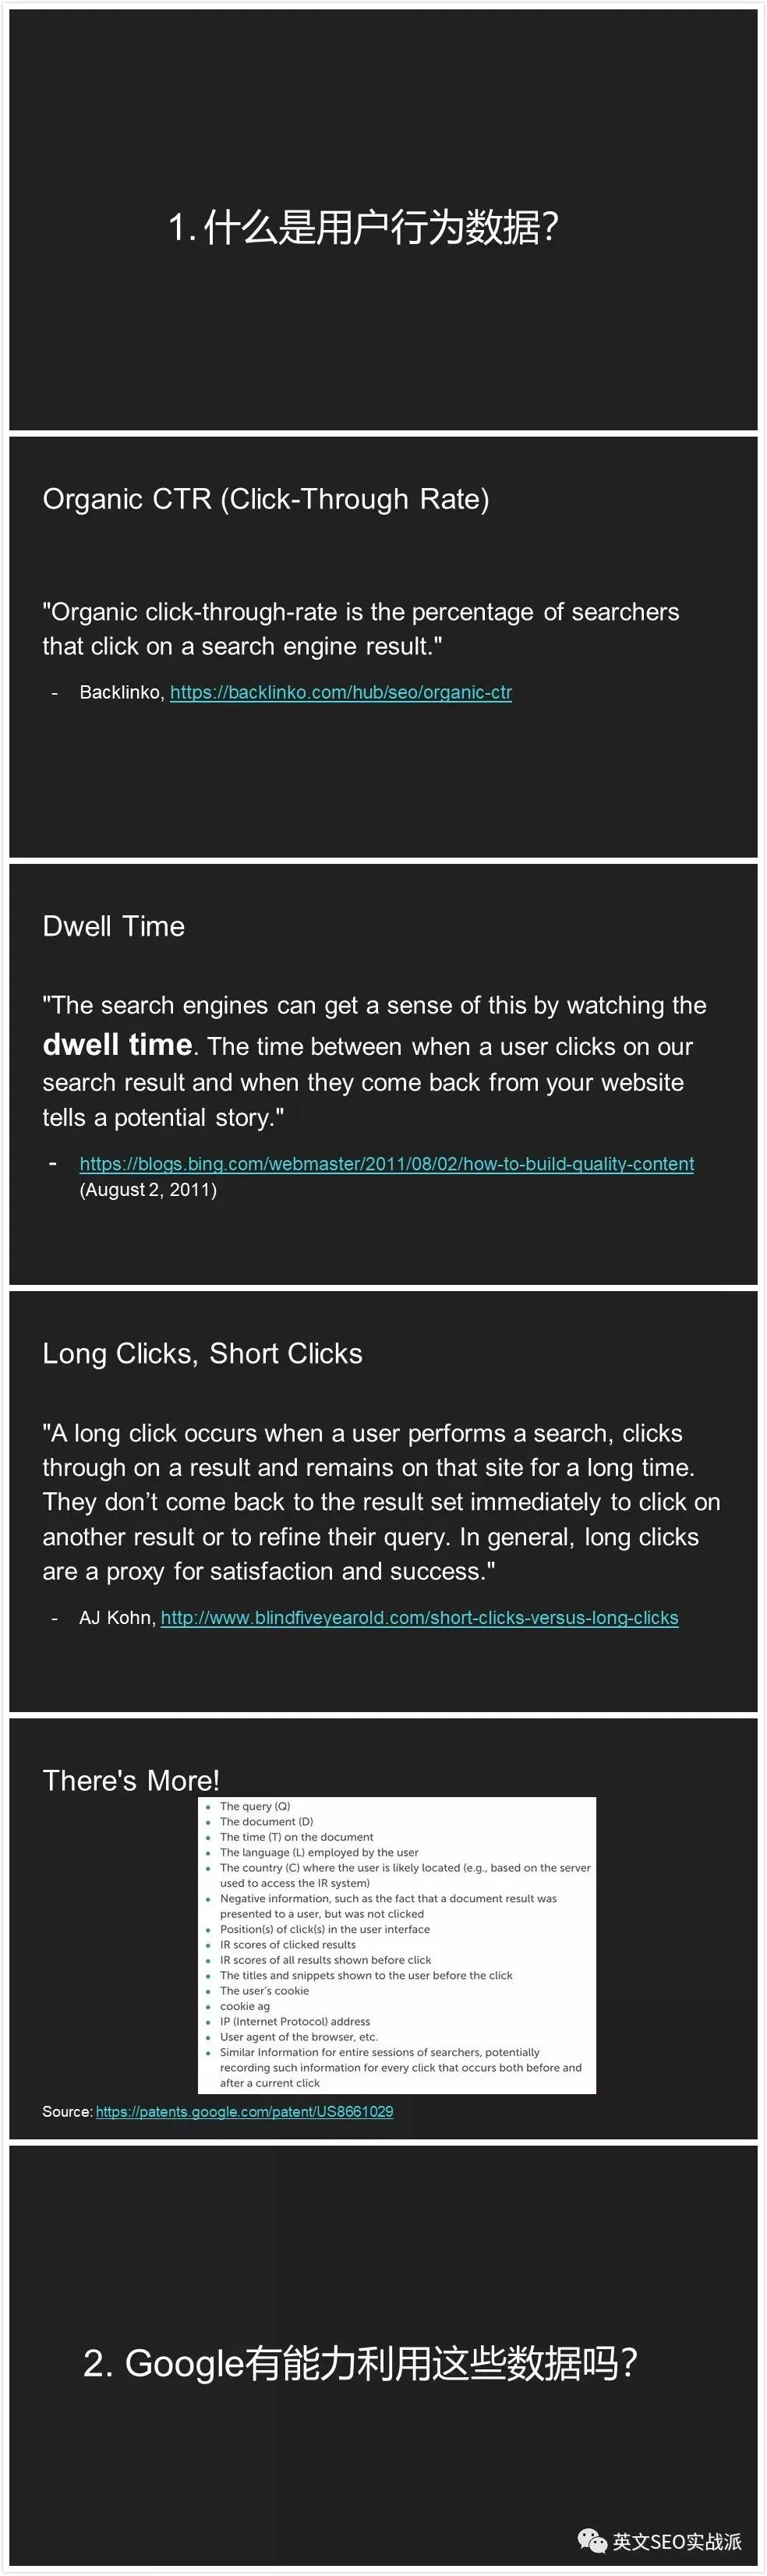 1. 什么是用户行为数据?
Organic CTR (Click-Through Rate)
"Organic click-through-rate is the percentage of searchers
that click on a search engine result."
- Backlinko, https://backlinko.com/hub/seo/organic-ctr
Dwell Time
"The search engines can get a sense of this by watching the
dwell time. The time between when a user clicks on our
search result and when they come back from your website
tells a potential story."
- https://blogs.bing.com/webmaster/2011/08/02/how-to-build-quality-content
(August 2, 2011)
Long Clicks, Short Clicks
"A long click occurs when a user performs a search, clicks
through on a result and remains on that site for a long time.
They don’t come back to the result set immediately to click on
another result or to refine their query. In general, long clicks
are a proxy for satisfaction and success."
- AJ Kohn, http://www.blindfiveyearold.com/short-clicks-versus-long-clicks
There's More!
• The query (Q)
• The document (D)
• The time (T) on the document
• The language (L) employed by the user
• The country (C) where the user is likely located (e.g., based on the server
used to access the IR system)
• Negative information, such as the fact that a document result was
presented to a user, but was not clicked
• Position(s) of click(s) in the user interface
• IR scores of clicked results
• IR scores of all results shown before click
• The titles and snippets shown to the user before the click
• The user’s cookie
• cookie ag
• IP (Internet Protocol) address
• User agent of the browser, etc.
• Similar Information for entire sessions of searchers, potentially
recording such information for every click that occurs both before and
after a current click
Source: https://patents.google.com/patent/US8661029
2. Google有能力利用这些数据吗?
英文SEO实战派